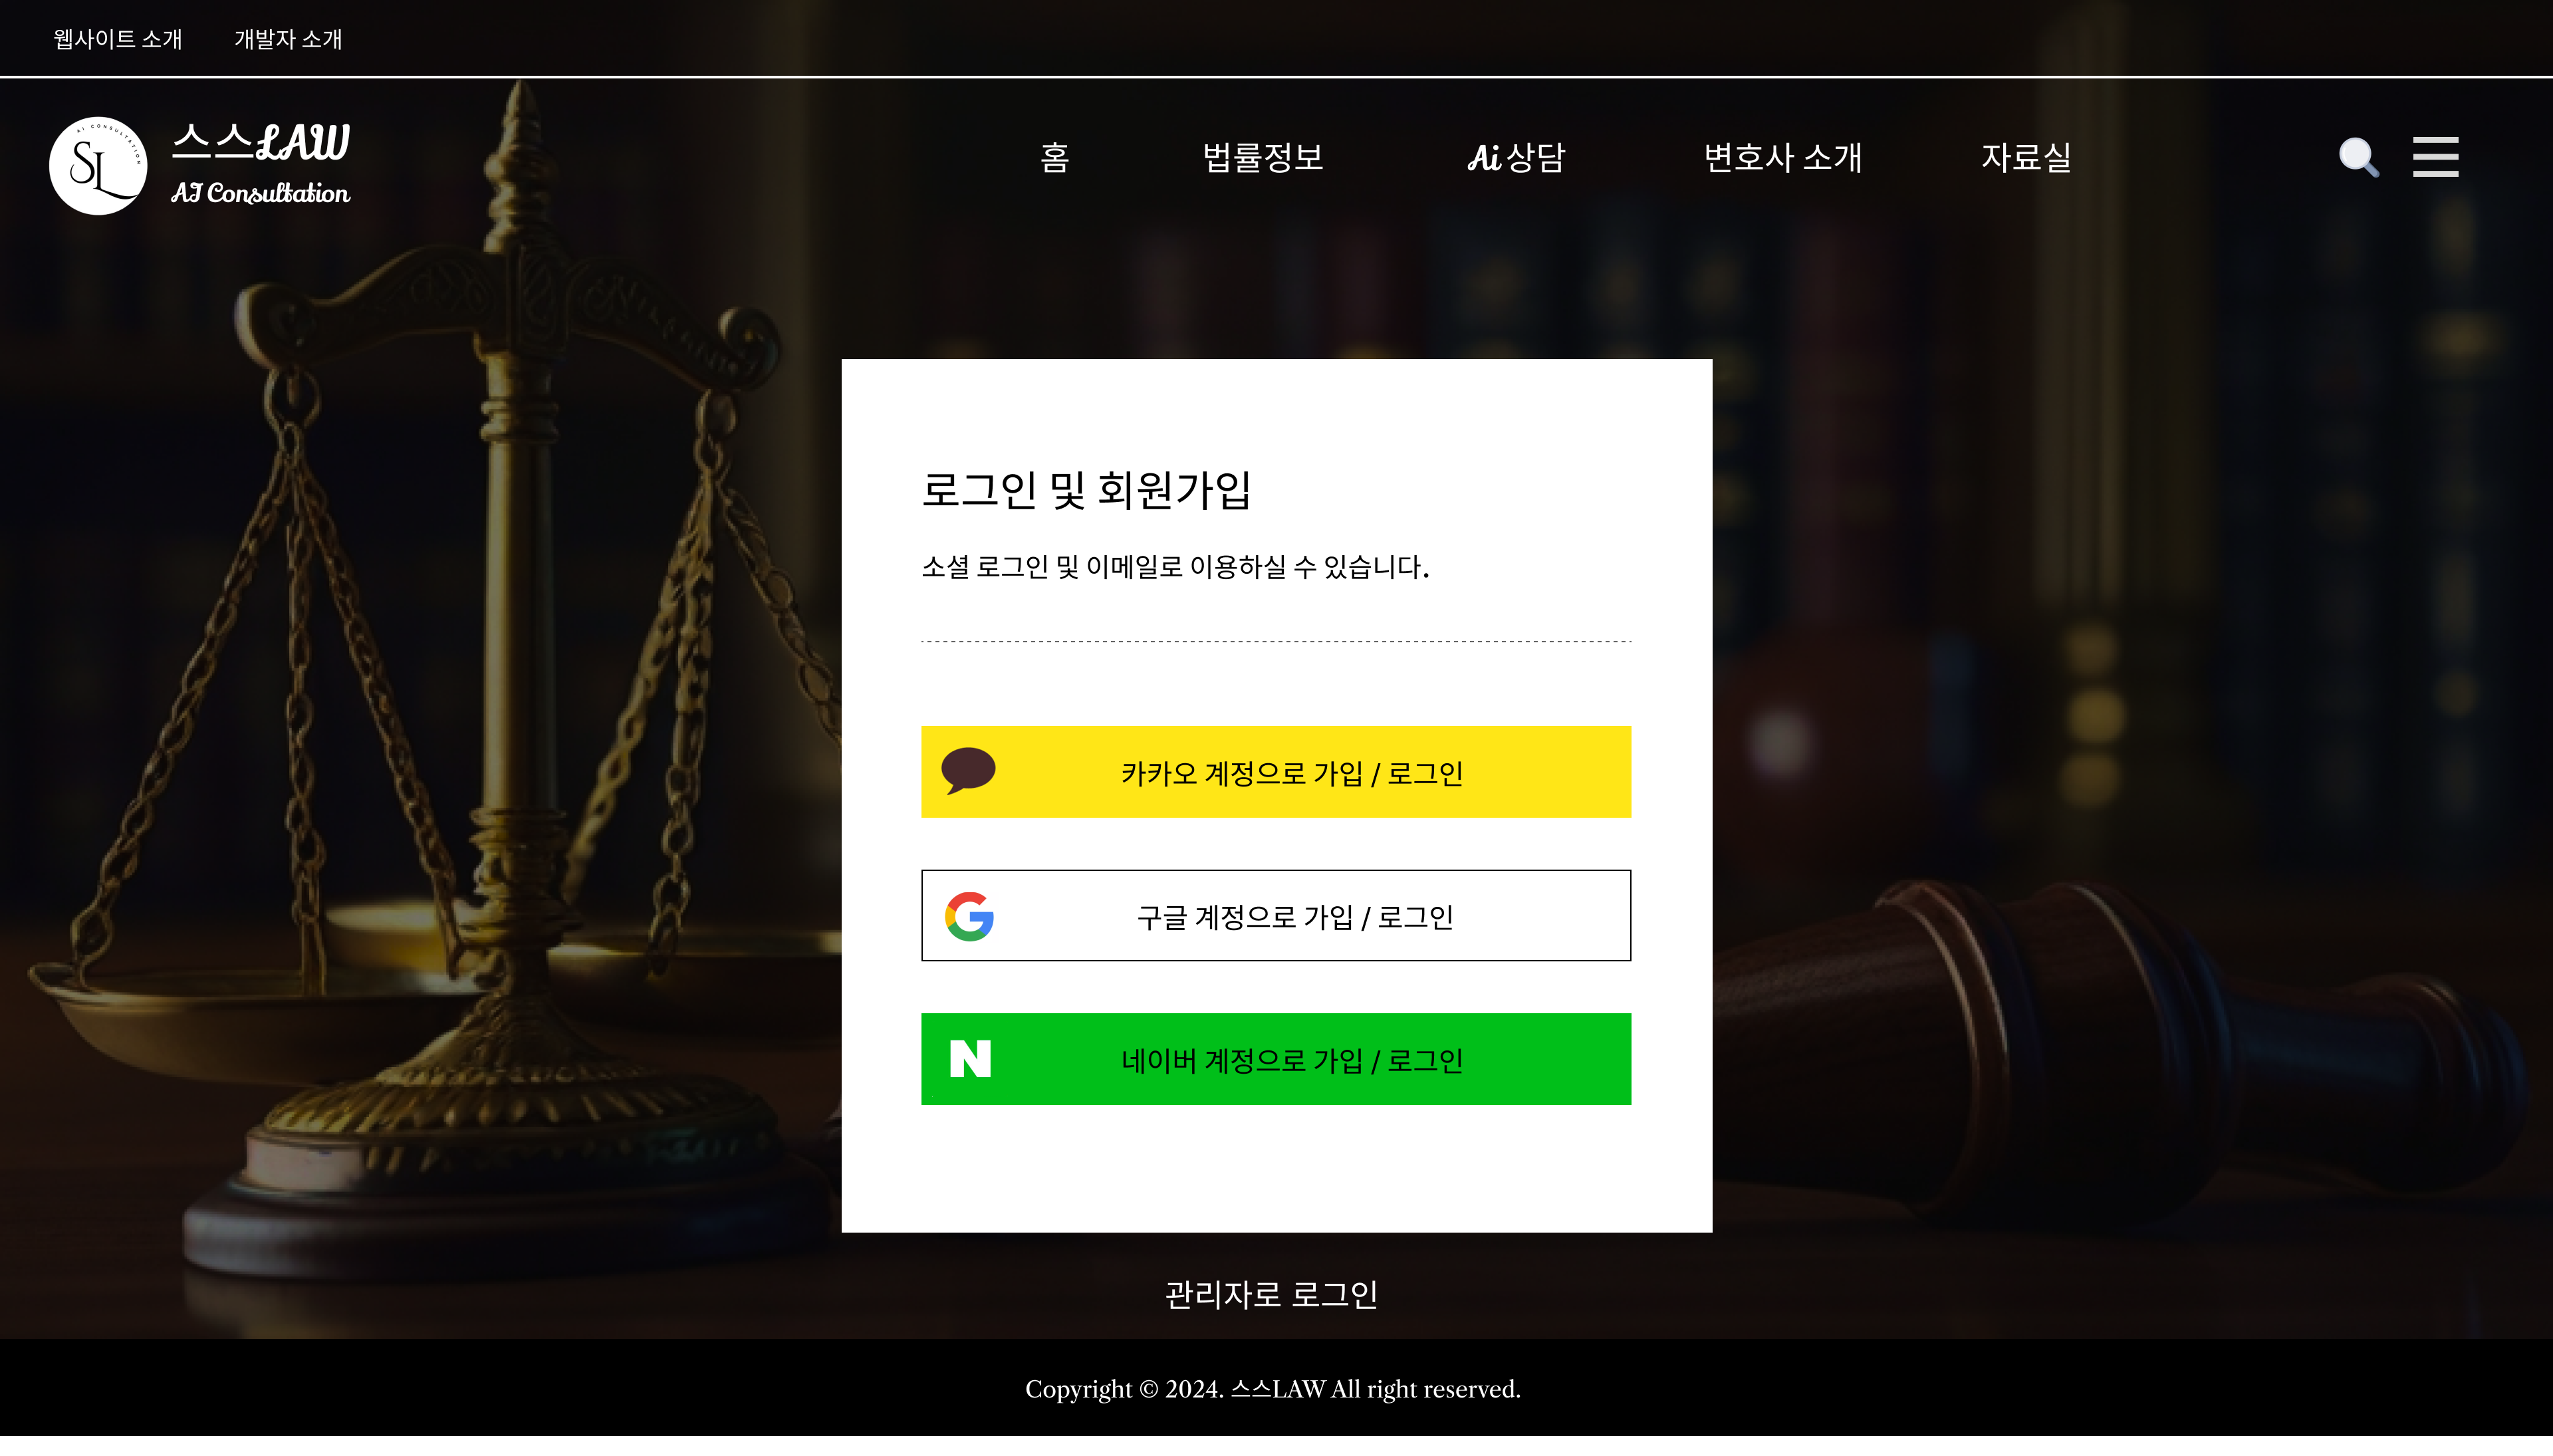 웹사이트 소개 개발자 소개
AI CONSULTATION
SL
스스LAW
AI Consultation
홈 법률정보 Ai 상담 변호사 소개 자료실
로그인 및 회원가입
소셜 로그인 및 이메일로 이용하실 수 있습니다.
카카오 계정으로 가입 / 로그인
구글 계정으로 가입 / 로그인
N 네이버 계정으로 가입 / 로그인
관리자로 로그인
Copyright © 2024. 스스LAW All right reserved.